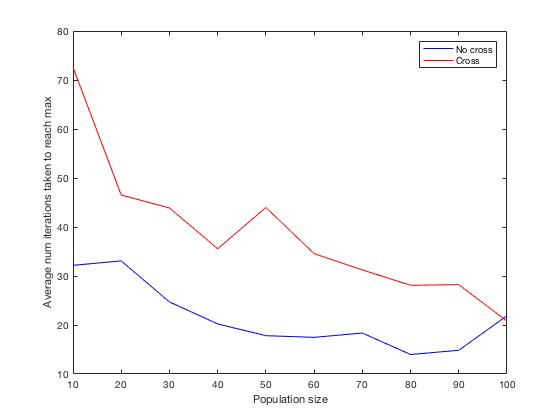 No cross
Cross
80
70
60
50
40
30
20
10
Average num iterations taken to reach max
10 20 30 40 50 60 70 80 90 100
Population size